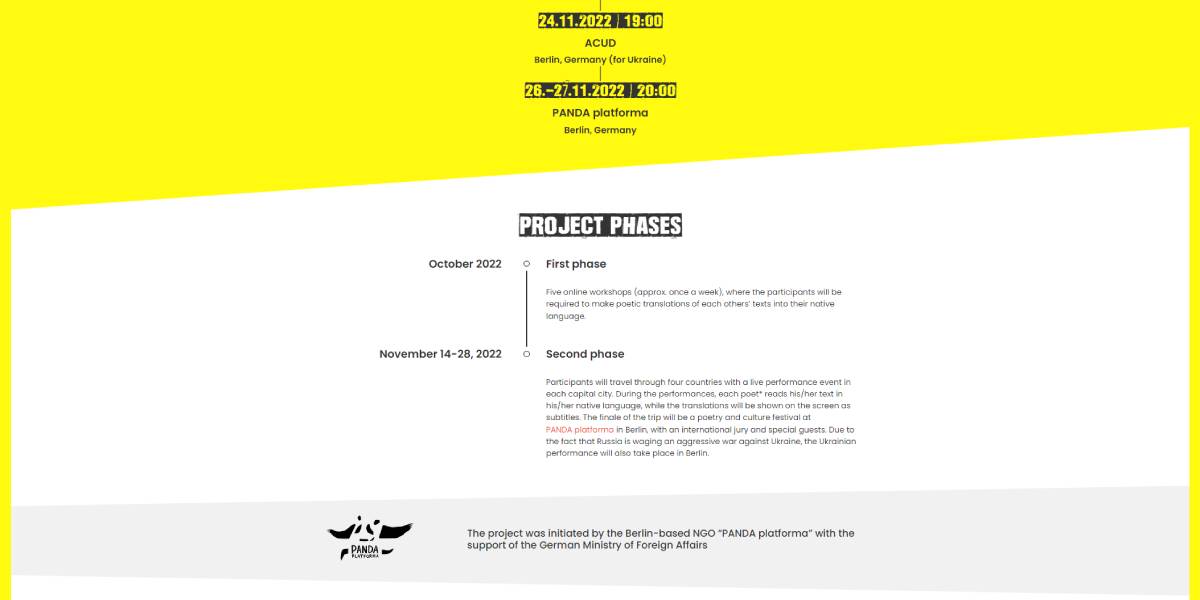 24.11.2022 | 19:00
ACUD
Berlin, Germany (for Ukraine)
26.–27.11.2022 | 20:00
PANDA platforma
Berlin, Germany
PROJECT PHASES
October 2022
First phase
Five online workshops (approx. once a week), where the participants will be
required to make poetic translations of each others’ texts into their native
language.
November 14-28, 2022
Second phase
Participants will travel through four countries with a live performance event in
each capital city. During the performances, each poet* reads his/her text in
his/her native language, while the translations will be shown on the screen as
subtitles. The finale of the trip will be a poetry and culture festival at
PANDA platforma in Berlin, with an international jury and special guests. Due to
the fact that Russia is waging an aggressive war against Ukraine, the Ukrainian
performance will also take place in Berlin.
PANDA
PLATFORMA
The project was initiated by the Berlin-based NGO “PANDA platforma” with the
support of the German Ministry of Foreign Affairs